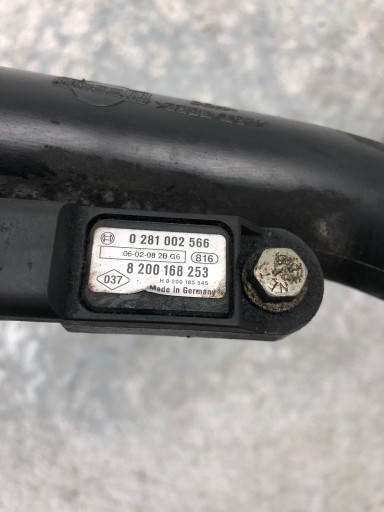 0 281 002 566
06-02-08 2B G6 816
8 200 168 253
037 H 8 200 165 545
Made in Germany